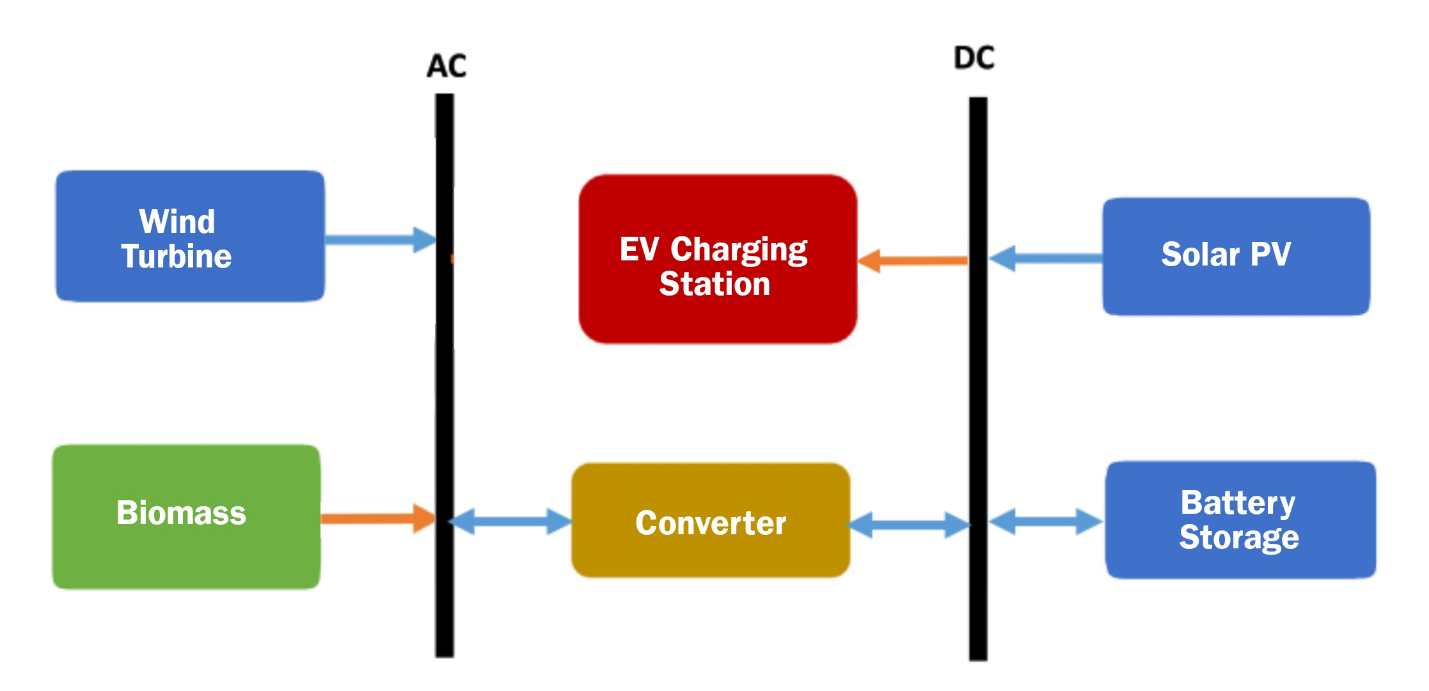 AC
DC
Wind
Turbine
EV Charging
Station
Solar PV
Biomass
Converter
Battery
Storage